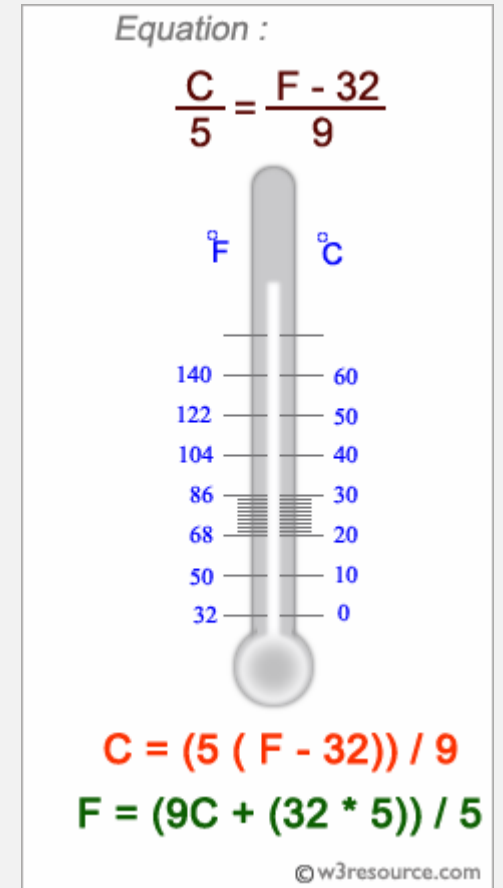 Equation :
C/5 = F - 32/9
°F °C
140 60
122 50
104 40
86 30
68 20
50 10
32 0
C = (5 ( F - 32)) / 9
F = (9C + (32 * 5)) / 5
©w3resource.com